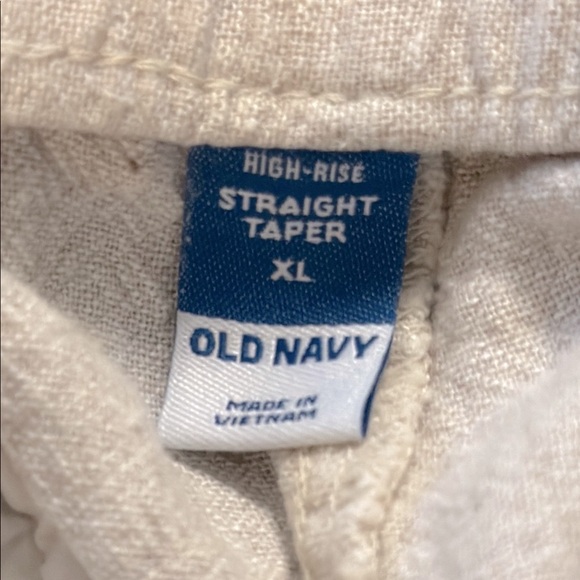 HIGH-RISE
STRAIGHT
TAPER
XL
OLD NAVY
MADE IN
VIETNAM